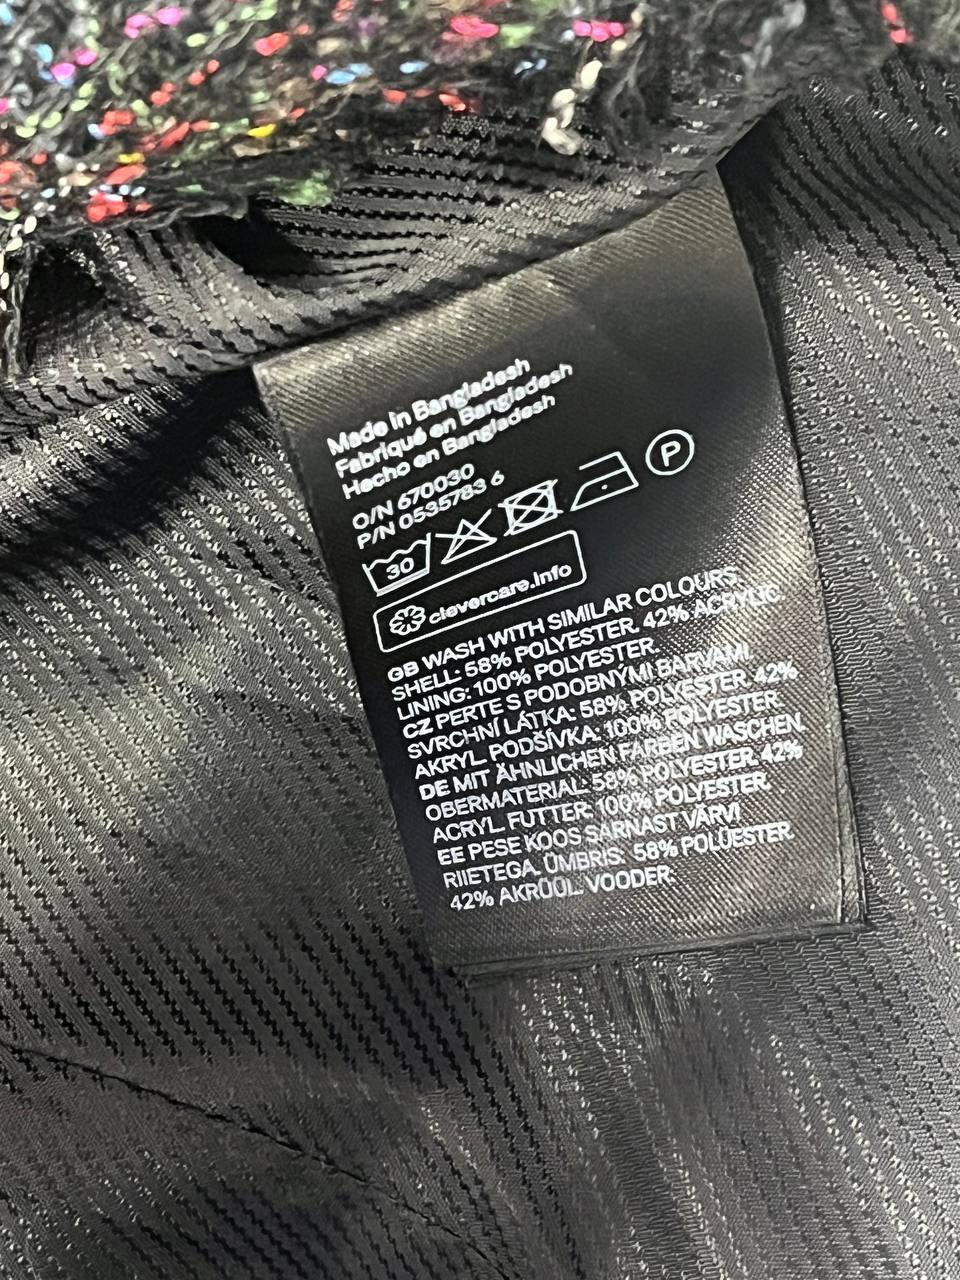 Made in Bangladesh
Fabriqué en Bangladesh
Hecho en Bangladesh
O/N 670030
P/N 0535783 6
30
P
clevercare.info
GB WASH WITH SIMILAR COLOURS.
SHELL: 58% POLYESTER. 42% ACRYLIC
LINING: 100% POLYESTER.
CZ PERTE S PODOBNÝMI BARVAMI.
SVRCHNÍ LÁTKA: 58% POLYESTER. 42%
AKRYL. PODŠÍVKA: 100% POLYESTER.
DE MIT ÄHNLICHEN FARBEN WASCHEN.
OBERMATERIAL: 58% POLYESTER. 42%
ACRYL. FUTTER: 100% POLYESTER.
EE PESE KOOS SARNAST VÄRVI
RIIETEGA. ÜMBRIS: 58% POLÜESTER.
42% AKRÜÜL. VOODER: